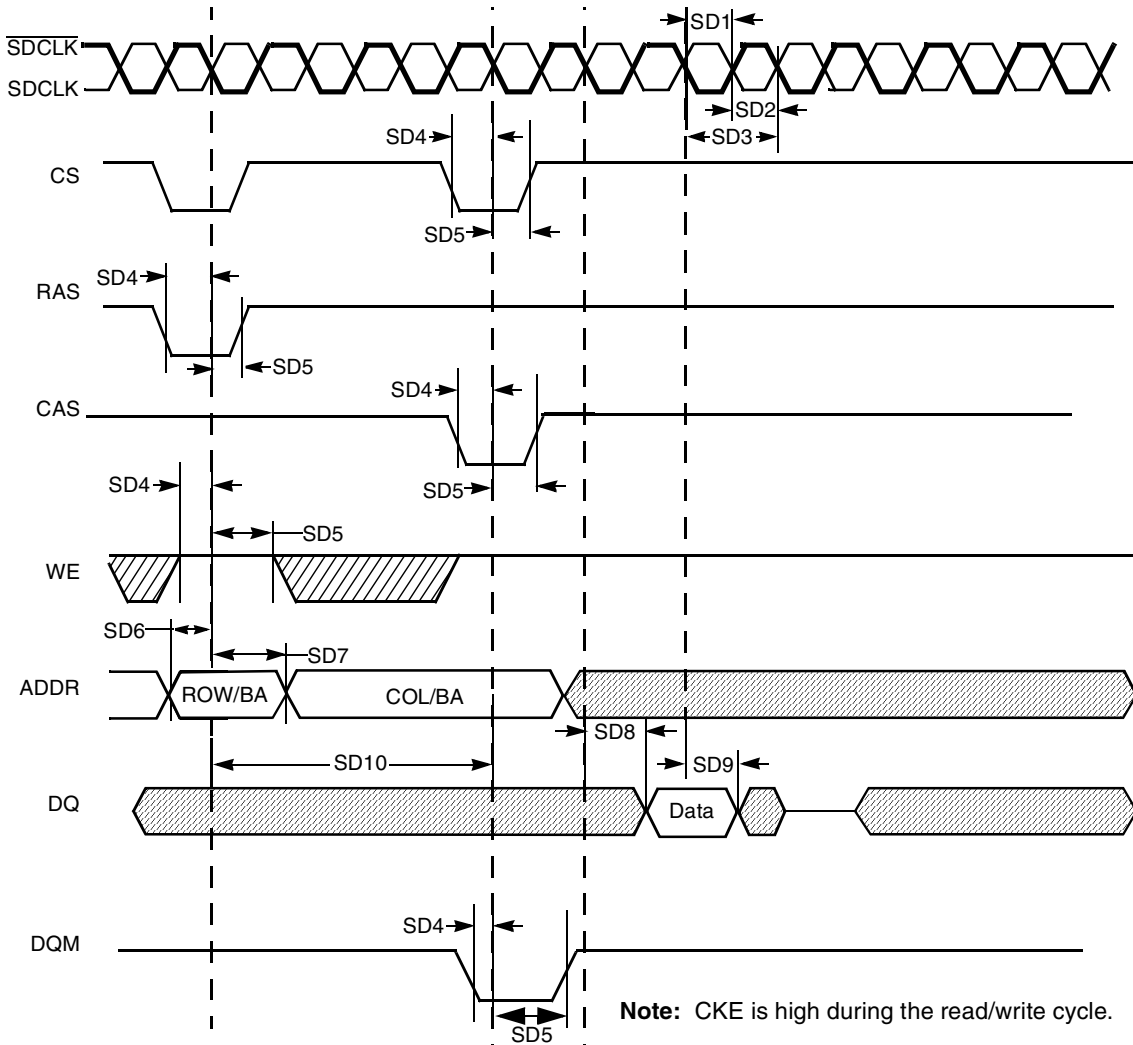 SD1
SDCLK
SDCLK
SD2
SD4
SD3
CS
SD5
SD4
RAS
SD5
SD4
CAS
SD4
SD5
SD5
WE
SD6
SD7
ADDR
ROW/BA
COL/BA
SD8
SD10
SD9
DQ
Data
SD4
DQM
Note: CKE is high during the read/write cycle.
SD5